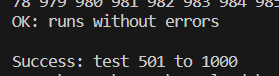 78 979 980 981 982 983 984 985
OK: runs without errors
Success: test 501 to 1000